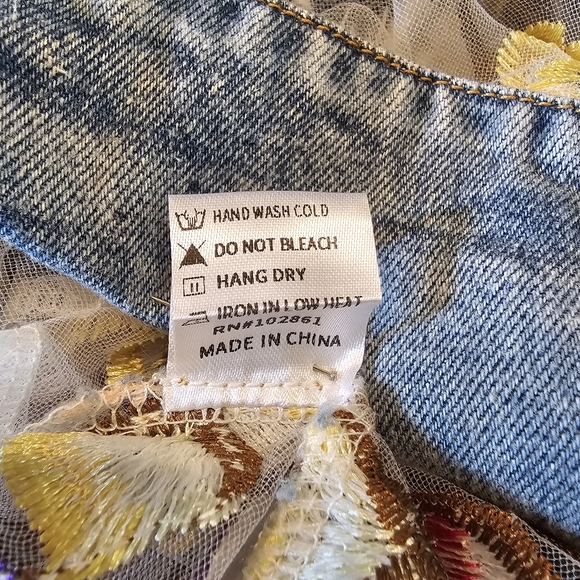 HAND WASH COLD
DO NOT BLEACH
HANG DRY
IRON IN LOW HEAT
RN#102861
MADE IN CHINA